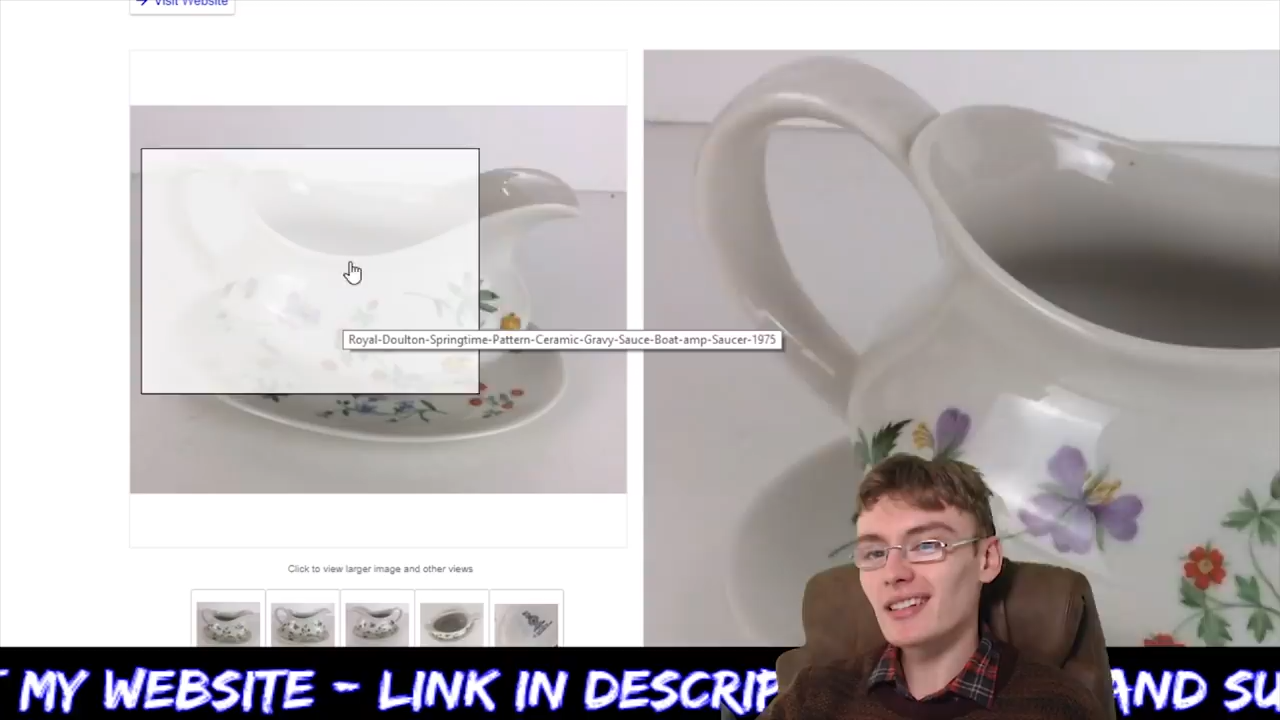 Visit Website
Royal-Doulton-Springtime-Pattern-Ceramic-Gravy-Sauce-Boat-amp-Saucer-1975
Click to view larger image and other views
MY WEBSITE - LINK IN DESCRIP AND SU